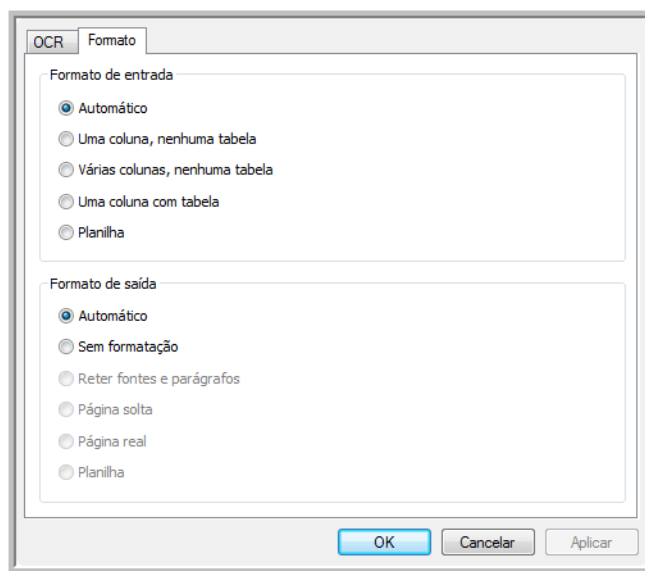 OCR Formato
Formato de entrada
Automático
Uma coluna, nenhuma tabela
Várias colunas, nenhuma tabela
Uma coluna com tabela
Planilha
Formato de saída
Automático
Sem formatação
Reter fontes e parágrafos
Página solta
Página real
Planilha
OK Cancelar Aplicar